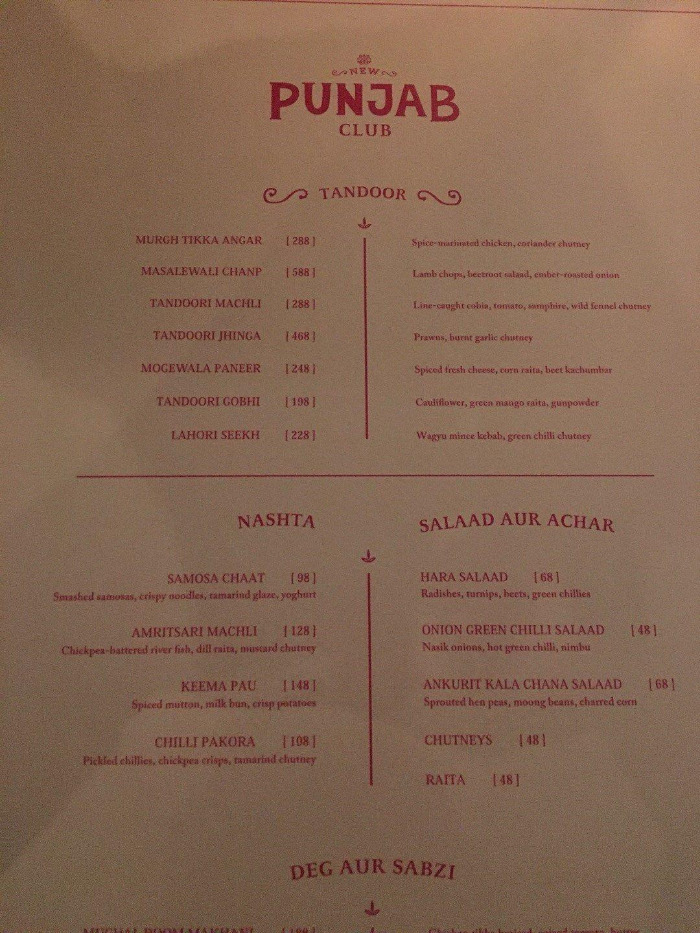 NEW
PUNJAB
CLUB
TANDOOR
MURGH TIKKA ANGAR [ 288 ] Spice-marinated chicken, coriander chutney
MASALEWALI CHANP [ 588 ] Lamb chops, beetroot salaad, ember-roasted onion
TANDOORI MACHLI [ 288 ] Line-caught cobia, tomato, samphire, wild fennel chutney
TANDOORI JHINGA [ 468 ] Prawns, burnt garlic chutney
MOGEWALA PANEER [ 248 ] Spiced fresh cheese, corn raita, beet kachumbar
TANDOORI GOBHI [ 198 ] Cauliflower, green mango raita, gunpowder
LAHORI SEEKH [ 228 ] Wagyu mince kebab, green chilli chutney
NASHTA
SAMOSA CHAAT [ 98 ]
Smashed samosas, crispy noodles, tamarind glaze, yoghurt
AMRITSARI MACHLI [ 128 ]
Chickpea-battered river fish, dill raita, mustard chutney
KEEMA PAU [ 148 ]
Spiced mutton, milk bun, crisp potatoes
CHILLI PAKORA [ 108 ]
Pickled chillies, chickpea crisps, tamarind chutney
SALAAD AUR ACHAR
HARA SALAAD [ 68 ]
Radishes, turnips, beets, green chillies
ONION GREEN CHILLI SALAAD [ 48 ]
Nasik onions, hot green chilli, nimbu
ANKURIT KALA CHANA SALAAD [ 68 ]
Sprouted hen peas, moong beans, charred corn
CHUTNEYS [ 48 ]
RAITA [ 48 ]
DEG AUR SABZI